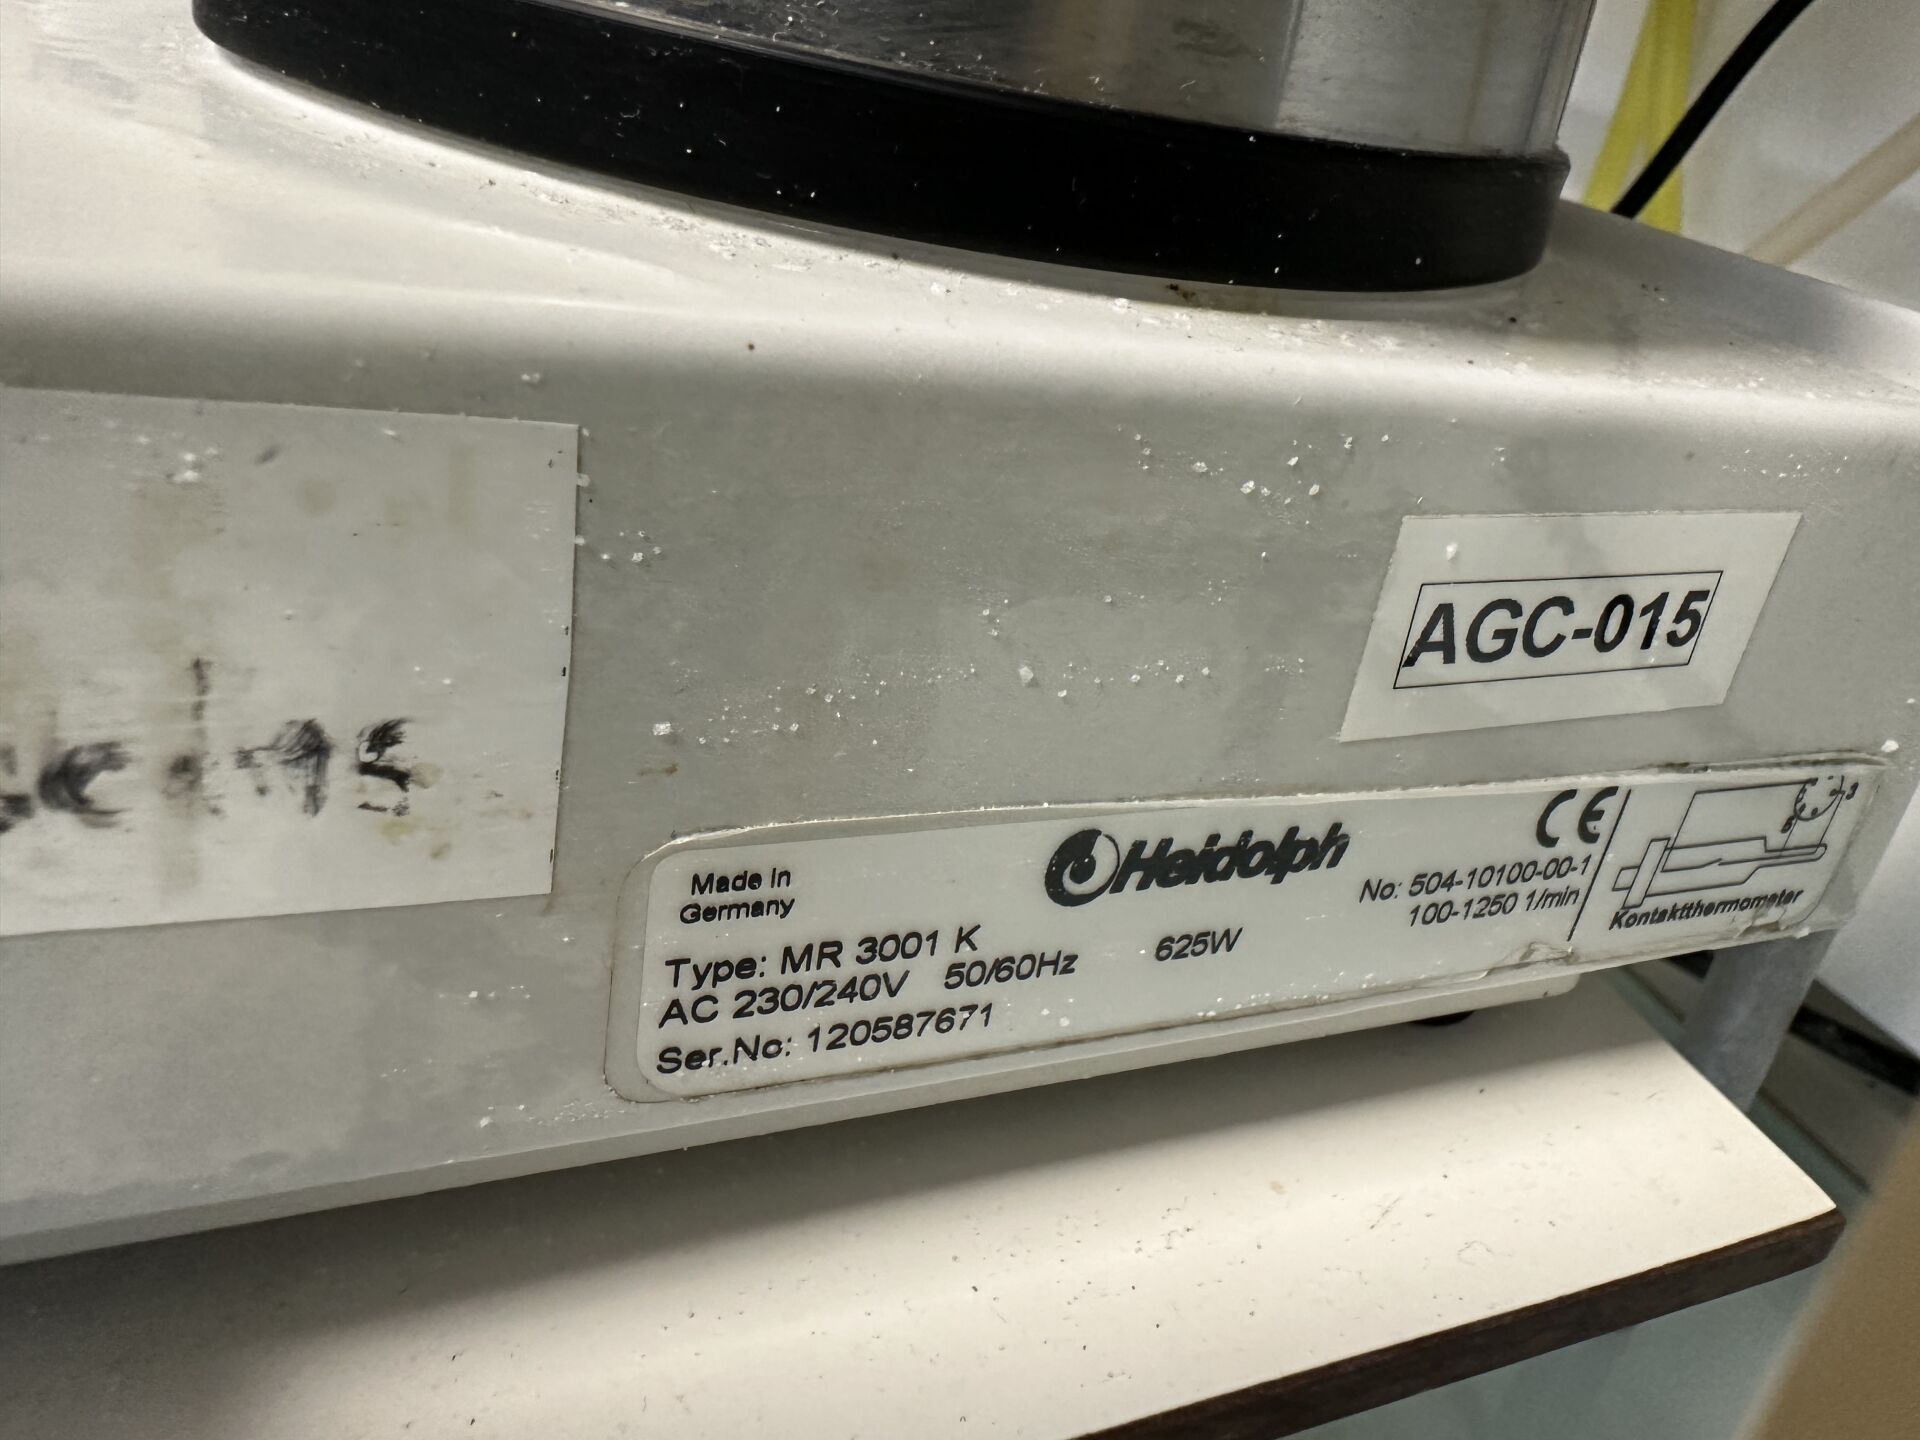 AGC-015
Made in
Germany
Heidolph
CE
No: 504-10100-00-1
100-1250 1/min
Type: MR 3001 K
AC 230/240V 50/60Hz 625W
Ser.No: 120587671
Kontaktthermometer